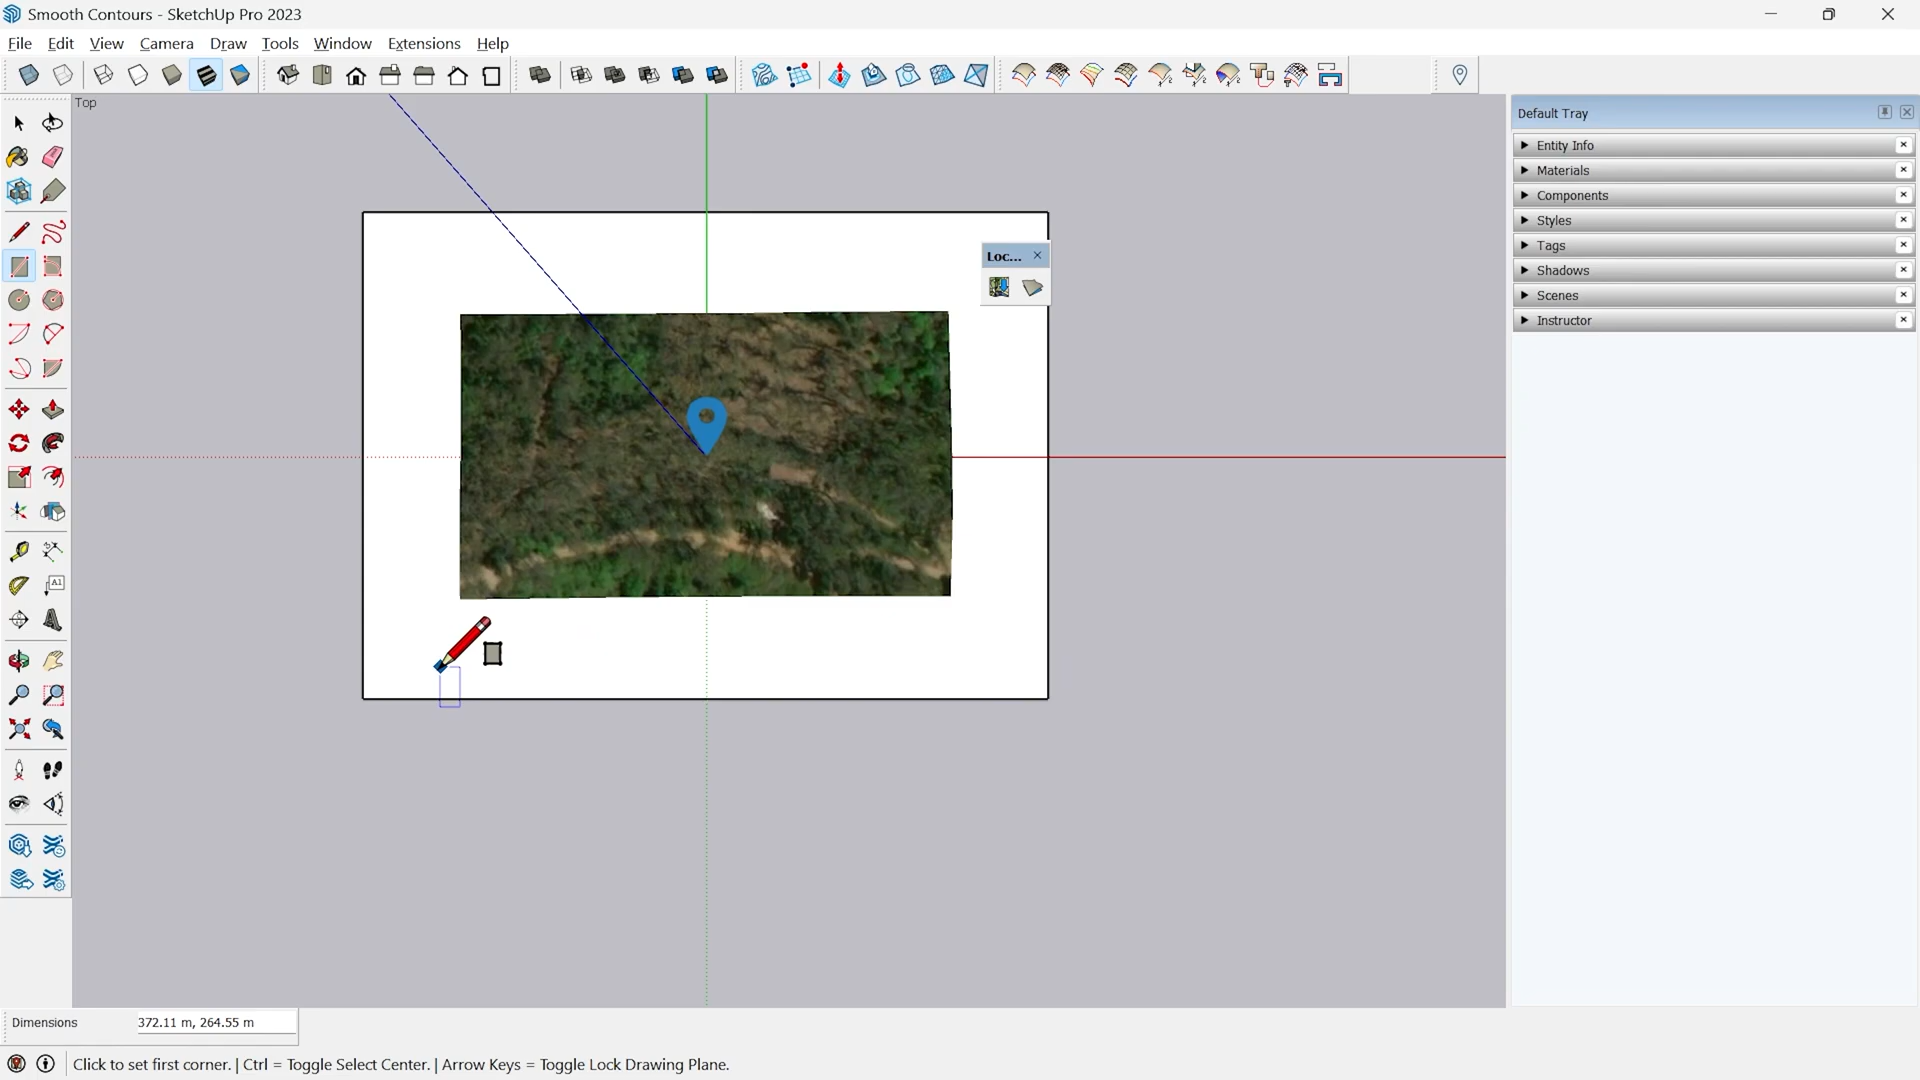 Smooth Contours - SketchUp Pro 2023
File Edit View Camera Draw Tools Window Extensions Help
Top
Default Tray
Entity Info
Materials
Components
Styles
Tags
Shadows
Scenes
Instructor
Loc...
A1
Dimensions 372.11 m, 264.55 m
Click to set first corner. | Ctrl = Toggle Select Center. | Arrow Keys = Toggle Lock Drawing Plane.